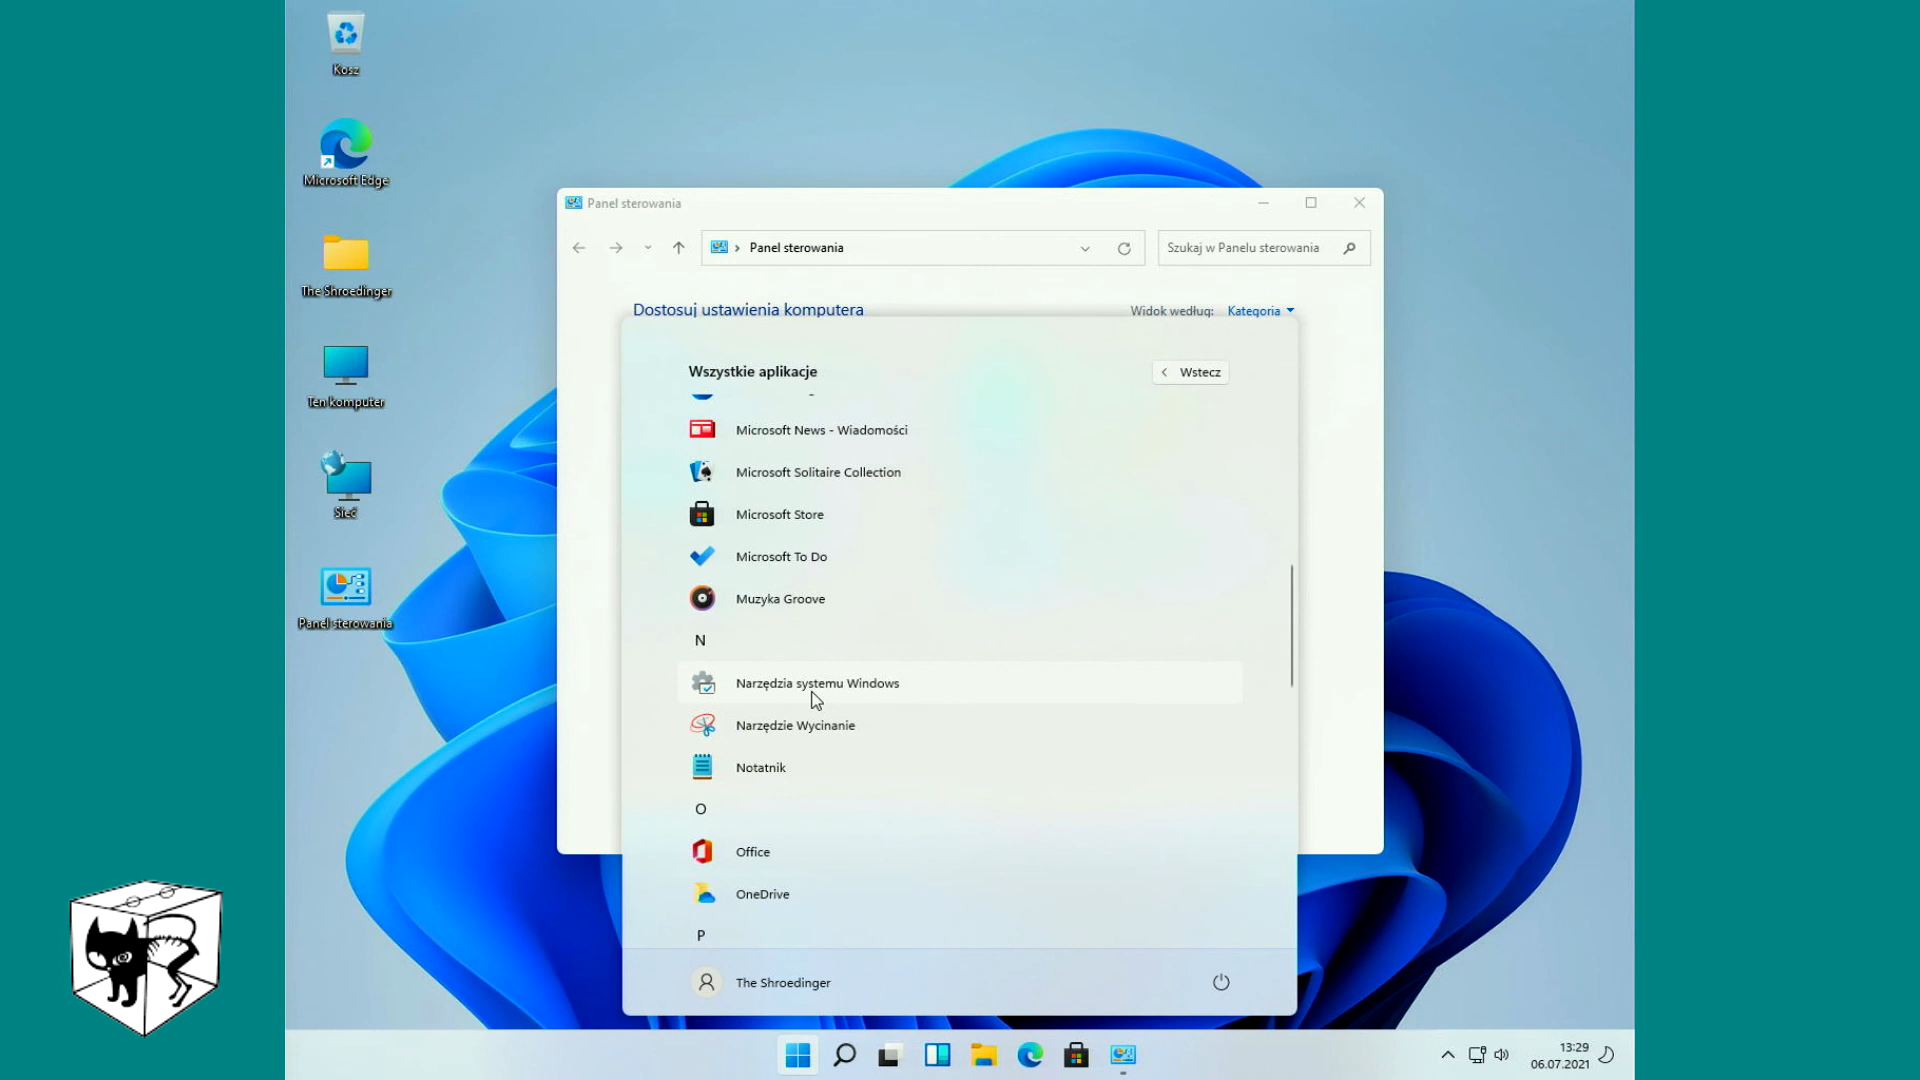 Kosz
Microsoft Edge
The Shroedinger
Ten komputer
Sieć
Panel sterowania
Panel sterowania
Panel sterowania
Szukaj w Panelu sterowania
Dostosuj ustawienia komputera
Widok według: Kategoria
Wszystkie aplikacje
Wstecz
Microsoft News - Wiadomości
Microsoft Solitaire Collection
Microsoft Store
Microsoft To Do
Muzyka Groove
N
Narzędzia systemu Windows
Narzędzie Wycinanie
Notatnik
O
Office
OneDrive
P
The Shroedinger
13:29
06.07.2021